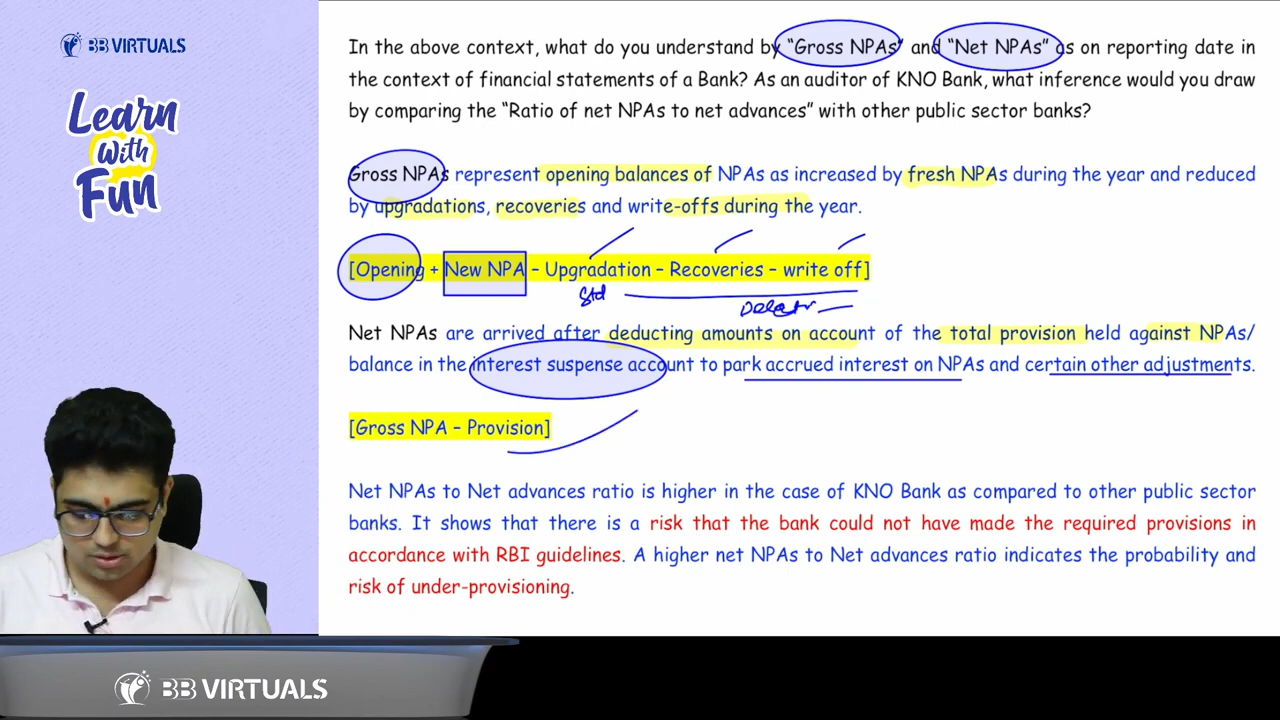 BB VIRTUALS
Learn
With
Fun
In the above context, what do you understand by “Gross NPAs” and “Net NPAs” as on reporting date in
the context of financial statements of a Bank? As an auditor of KNO Bank, what inference would you draw
by comparing the “Ratio of net NPAs to net advances” with other public sector banks?
Gross NPAs represent opening balances of NPAs as increased by fresh NPAs during the year and reduced
by upgradations, recoveries and write-offs during the year.
[Opening + New NPA – Upgradation – Recoveries – write off]
Std
Net NPAs are arrived after deducting amounts on account of the total provision held against NPAs/
balance in the interest suspense account to park accrued interest on NPAs and certain other adjustments.
[Gross NPA – Provision]
Net NPAs to Net advances ratio is higher in the case of KNO Bank as compared to other public sector
banks. It shows that there is a risk that the bank could not have made the required provisions in
accordance with RBI guidelines. A higher net NPAs to Net advances ratio indicates the probability and
risk of under-provisioning.
BB VIRTUALS